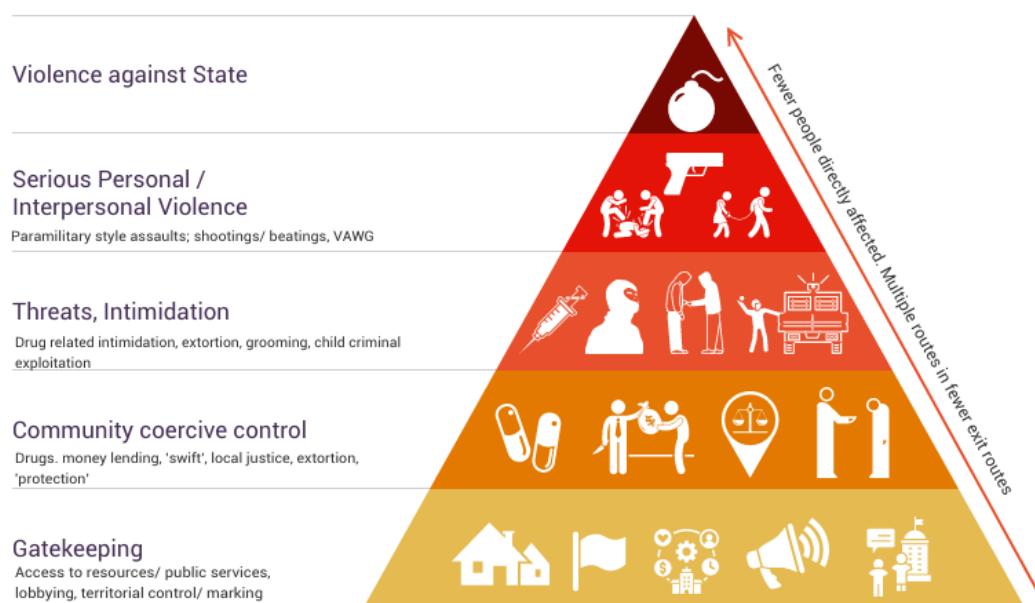 Violence against State
Serious Personal /
Interpersonal Violence
Paramilitary style assaults; shootings/ beatings, VAWG
Threats, Intimidation
Drug related intimidation, extortion, grooming, child criminal
exploitation
Community coercive control
Drugs. money lending, 'swift', local justice, extortion,
'protection'
Gatekeeping
Access to resources/ public services,
lobbying, territorial control/ marking
Fewer people directly affected. Multiple routes in fewer exit routes